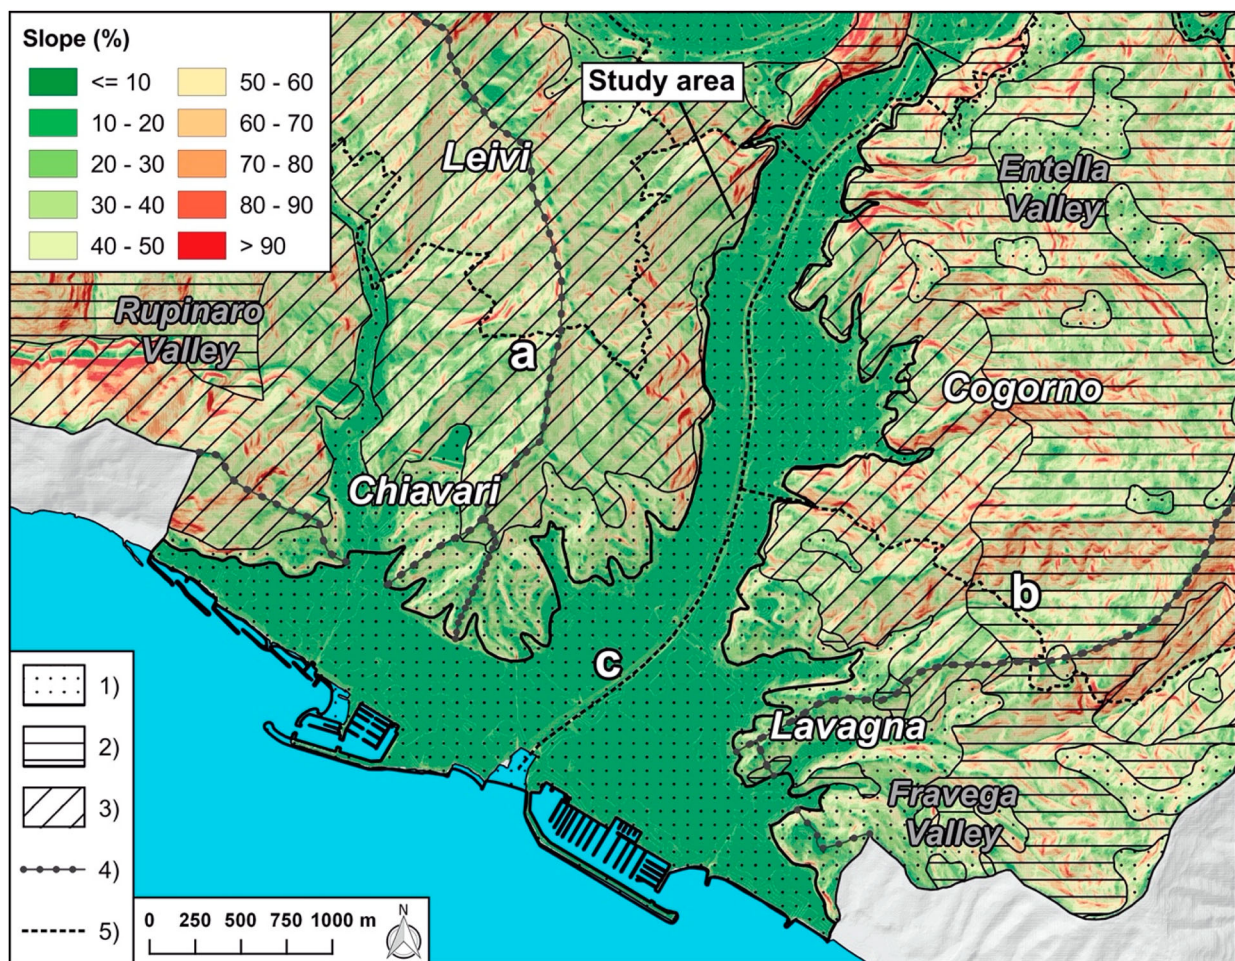 Slope (%)
<= 10
10 - 20
20 - 30
30 - 40
40 - 50
50 - 60
60 - 70
70 - 80
80 - 90
> 90
Study area
Leivi
Entella
Valley
Rupinaro
Valley
a
Cogorno
Chiavari
b
c
Lavagna
Fravega
Valley
1)
2)
3)
4)
5)
0 250 500 750 1000 m
N